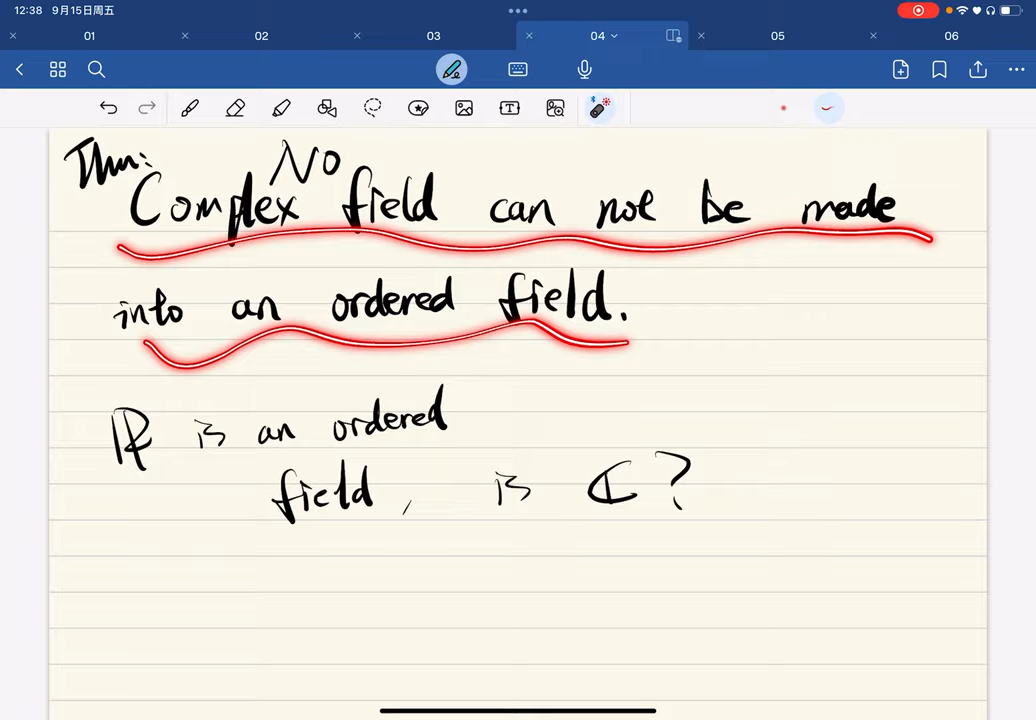 12:38 9月15日周五
01 02 03 04 05 06
Thm: NO
Complex field can not be made
into an ordered field.
ℝ is an ordered
field, is ℂ?